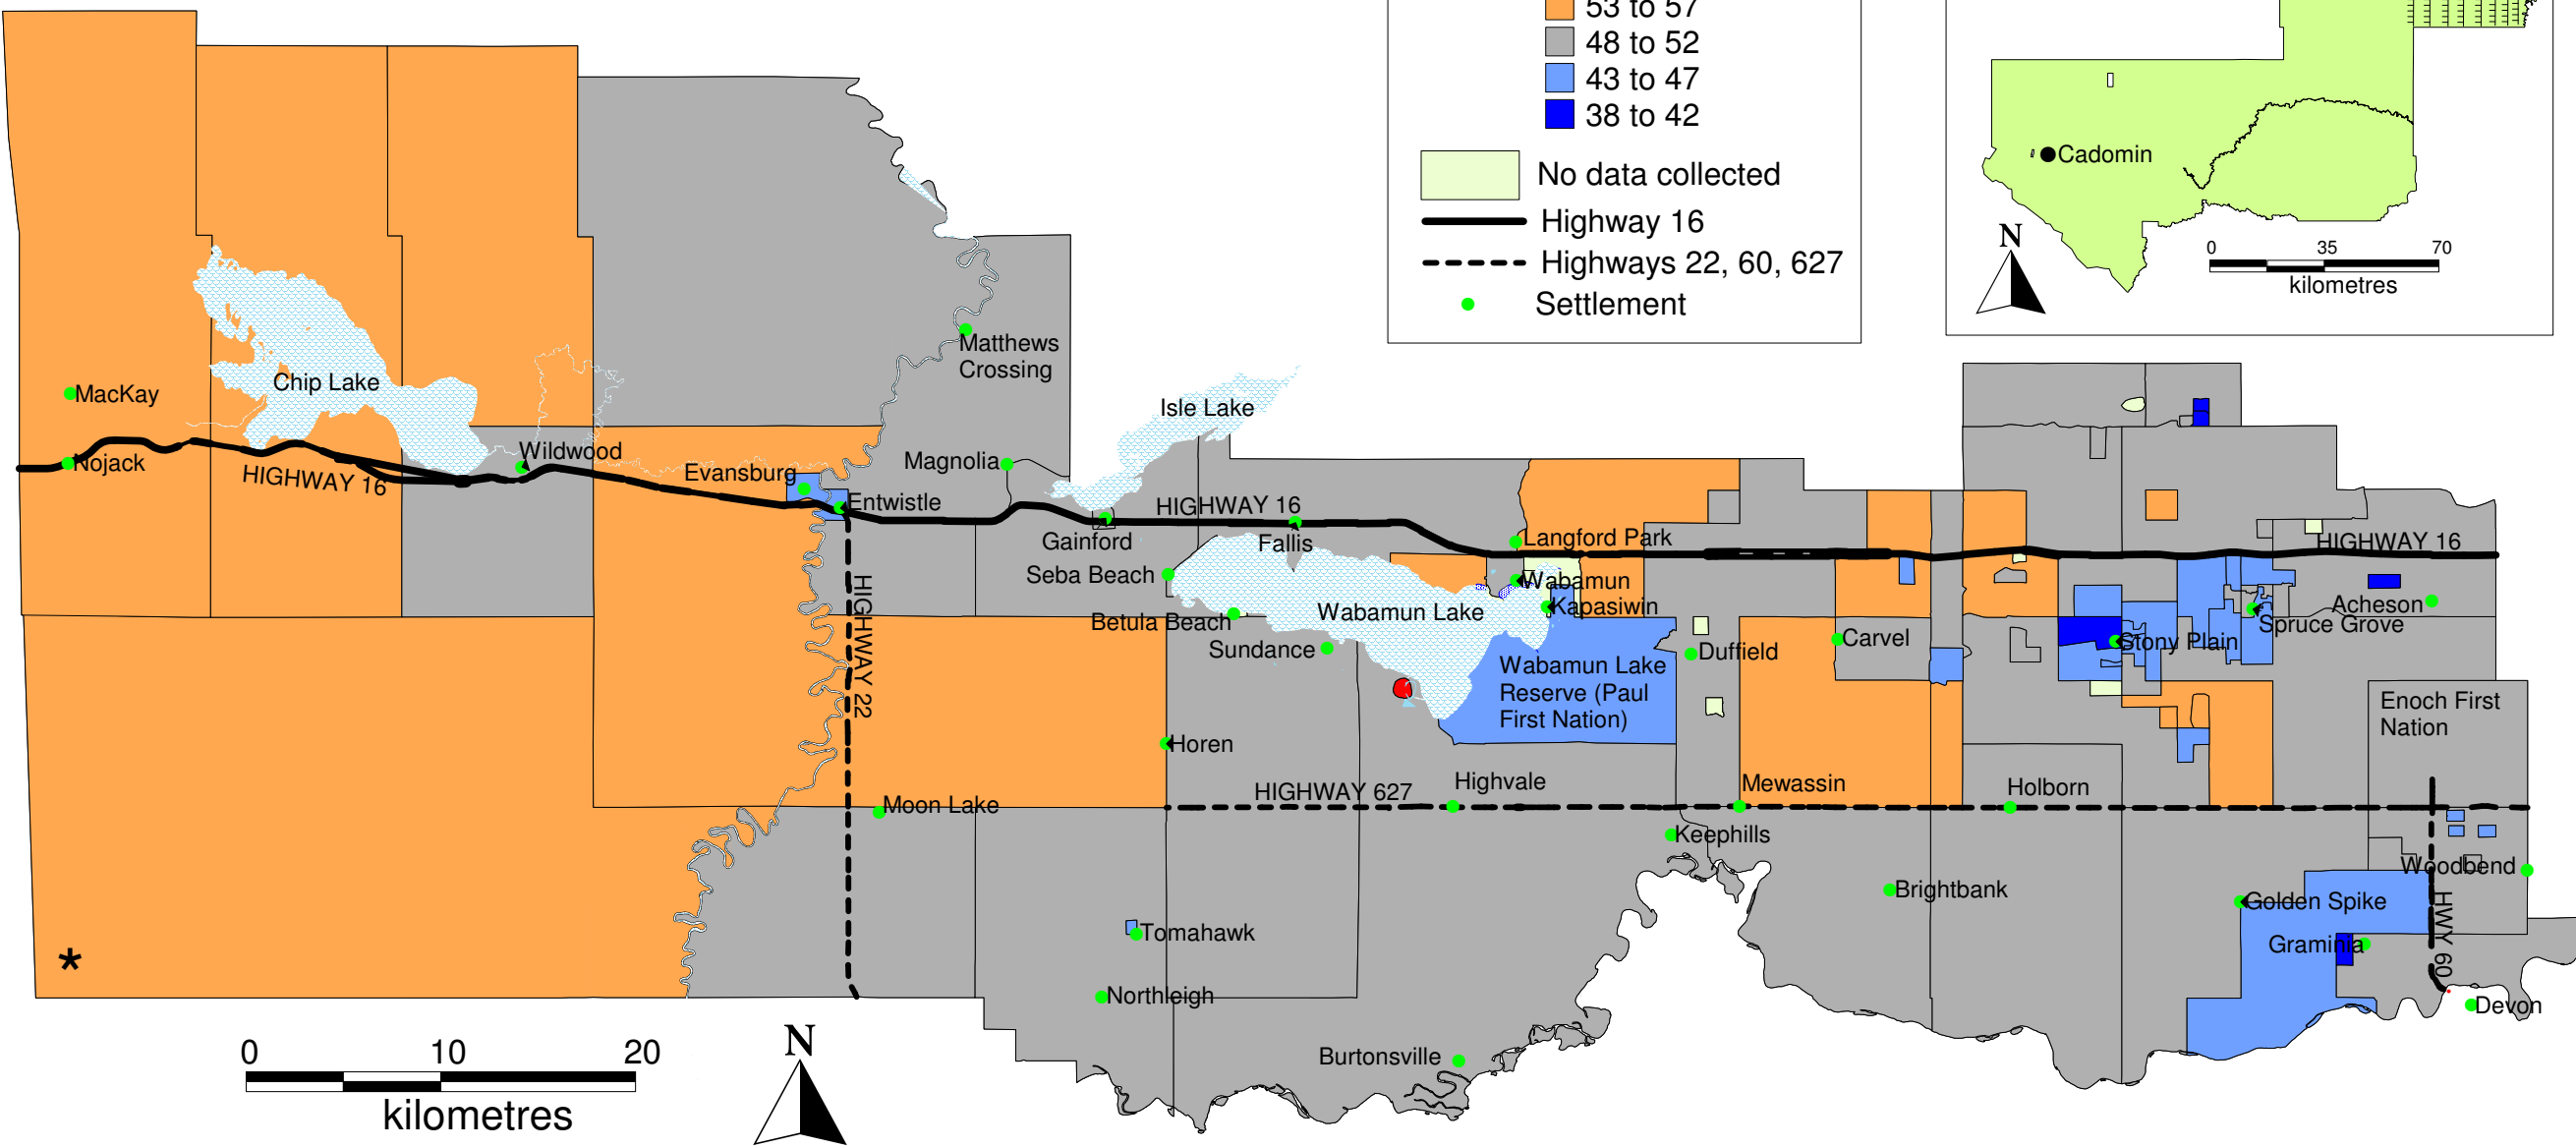 53 to 57
48 to 52
43 to 47
38 to 42
No data collected
Highway 16
Highways 22, 60, 627
Settlement
Cadomin
N
0 35 70
kilometres
Matthews
Crossing
MacKay
Chip Lake
Isle Lake
Nojack
HIGHWAY 16
Wildwood
Evansburg
Entwistle
Magnolia
HIGHWAY 16
Gainford
Fallis
Langford Park
HIGHWAY 16
Seba Beach
Wabamun
Kapasiwin
Betula Beach
Wabamun Lake
Sundance
Acheson
Spruce Grove
Stony Plain
Carvel
Duffield
HIGHWAY 22
Wabamun Lake
Reserve (Paul
First Nation)
Enoch First
Nation
Horen
Moon Lake
HIGHWAY 627
Highvale
Mewassin
Holborn
Keephills
Woodbend
Brightbank
Golden Spike
HWY 60
Graminia
Tomahawk
Northleigh
Devon
Burtonsville
*
0 10 20
kilometres
N